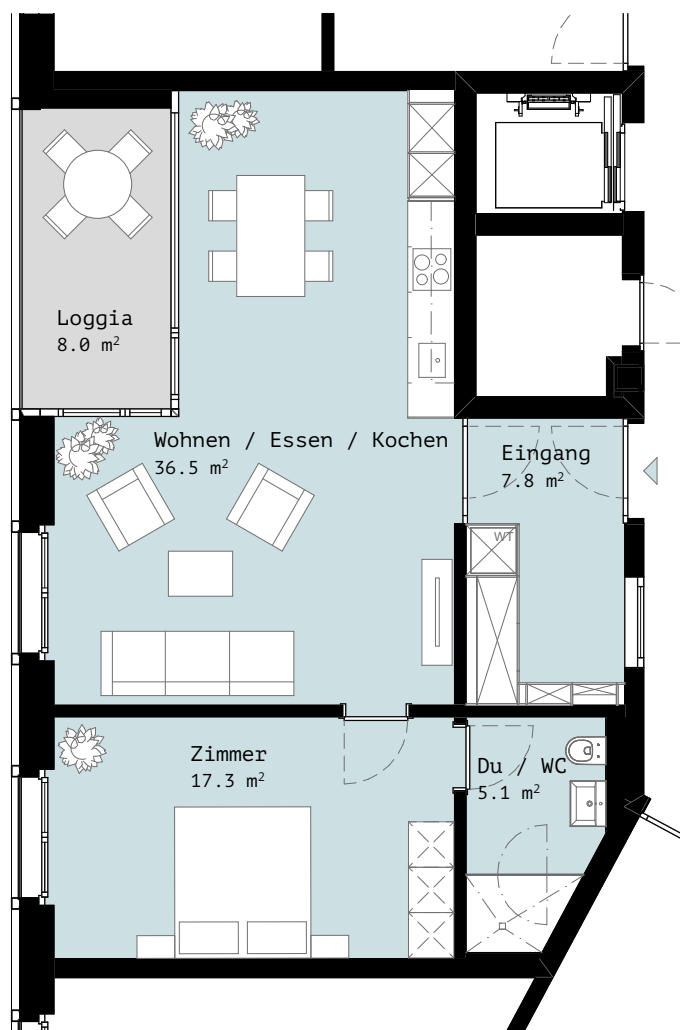 Loggia
8.0 m²
Wohnen / Essen / Kochen
36.5 m²
Eingang
7.8 m²
WT
Zimmer
17.3 m²
Du / WC
5.1 m²